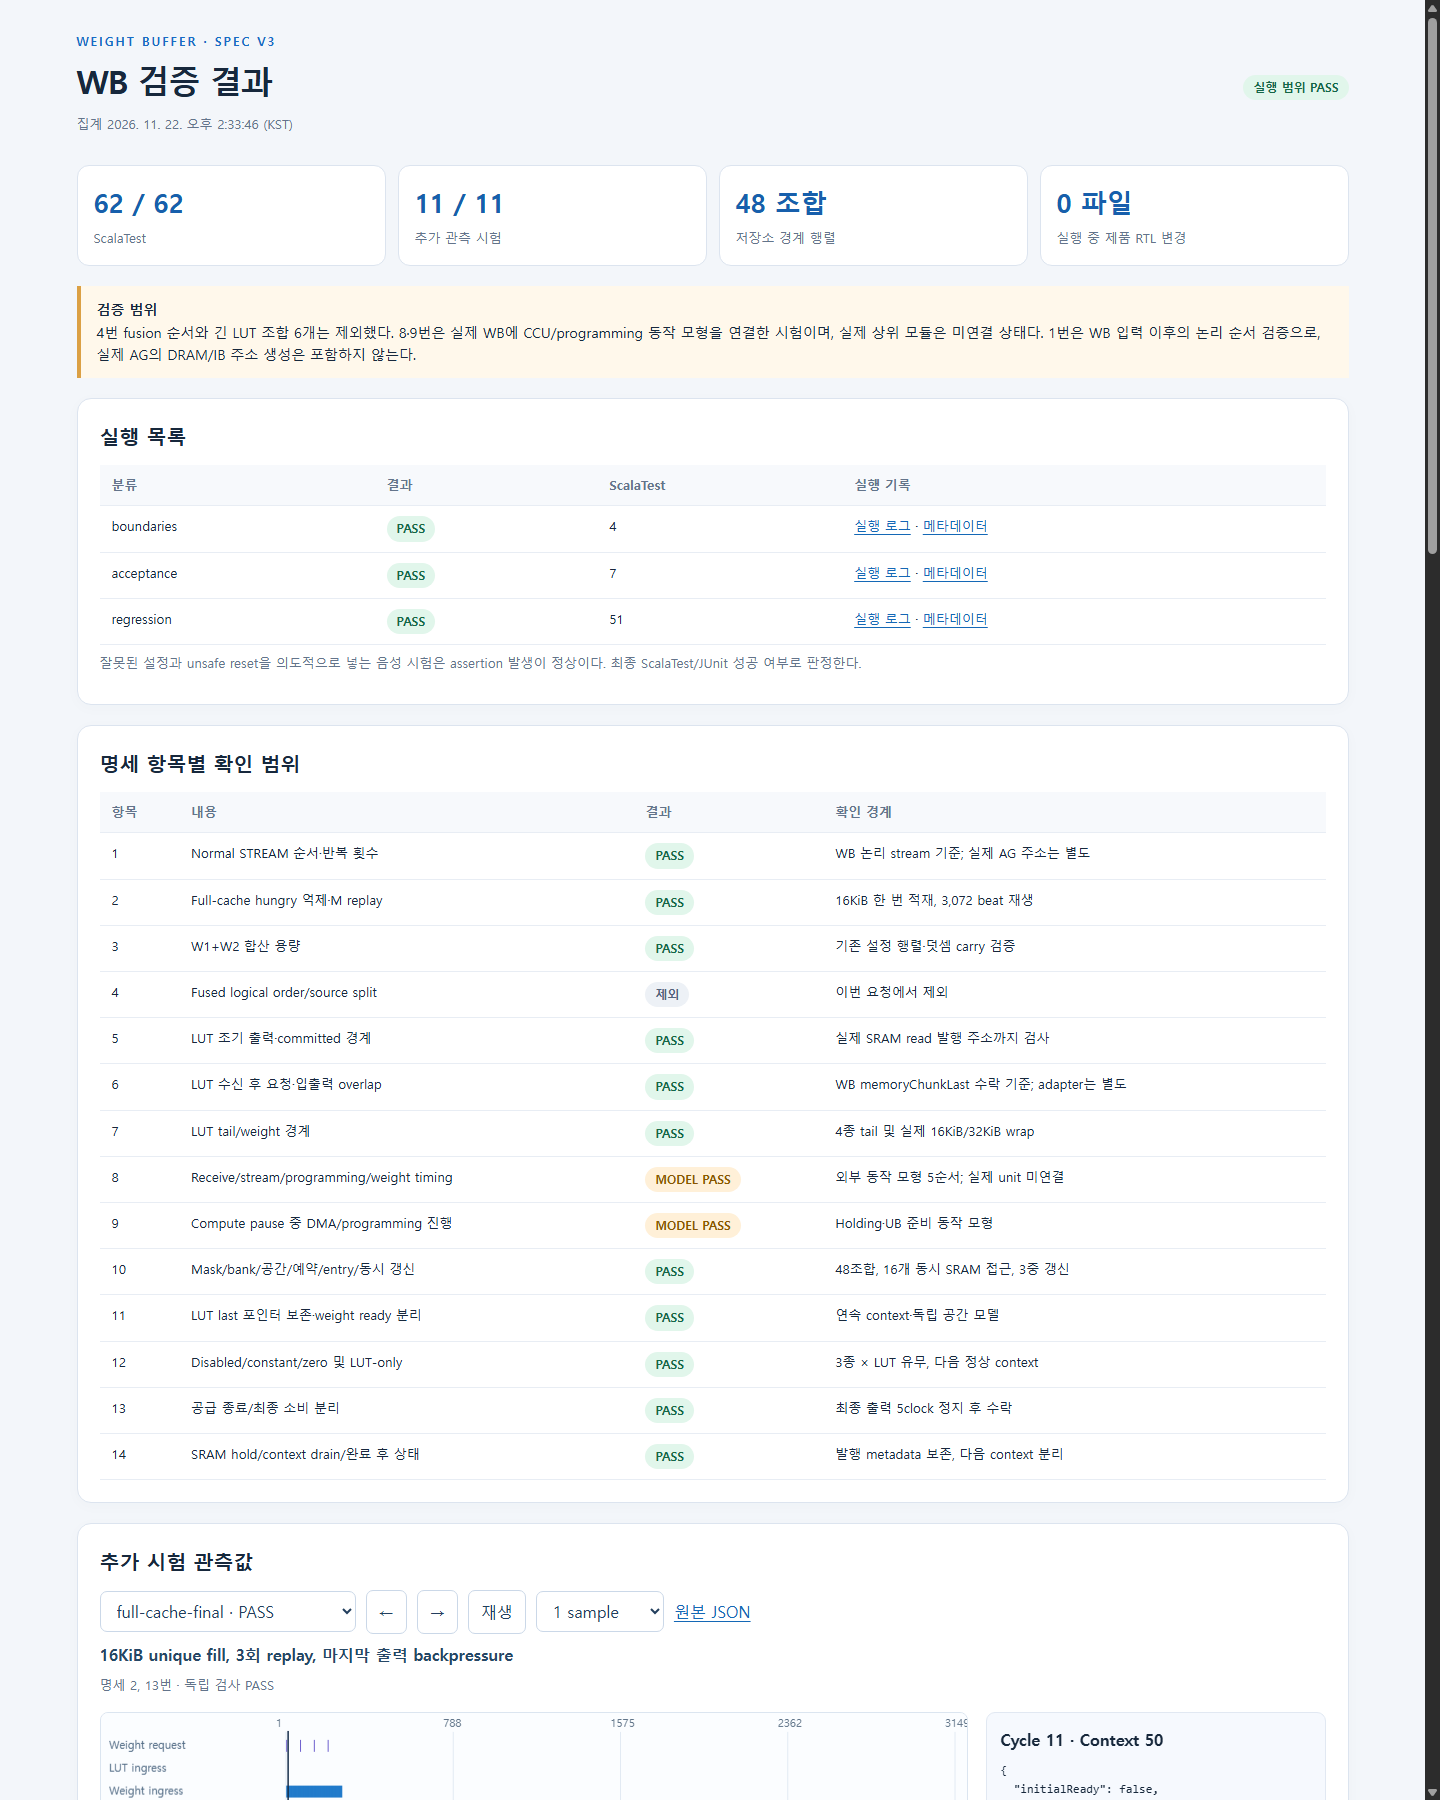 WEIGHT BUFFER · SPEC V3
WB 검증 결과
실행 범위 PASS
집계 2026. 11. 22. 오후 2:33:46 (KST)
62 / 62
ScalaTest
11 / 11
추가 관측 시험
48 조합
저장소 경계 행렬
0 파일
실행 중 제품 RTL 변경
검증 범위
4번 fusion 순서와 긴 LUT 조합 6개는 제외했다. 8·9번은 실제 WB에 CCU/programming 동작 모형을 연결한 시험이며, 실제 상위 모듈은 미연결 상태다. 1번은 WB 입력 이후의 논리 순서 검증으로,
실제 AG의 DRAM/IB 주소 생성은 포함하지 않는다.
실행 목록
분류 결과 ScalaTest 실행 기록
boundaries PASS 4 실행 로그 · 메타데이터
acceptance PASS 7 실행 로그 · 메타데이터
regression PASS 51 실행 로그 · 메타데이터
잘못된 설정과 unsafe reset을 의도적으로 넣는 음성 시험은 assertion 발생이 정상이다. 최종 ScalaTest/JUnit 성공 여부로 판정한다.
명세 항목별 확인 범위
항목 내용 결과 확인 경계
1 Normal STREAM 순서·반복 횟수 PASS WB 논리 stream 기준; 실제 AG 주소는 별도
2 Full-cache hungry 억제·M replay PASS 16KiB 한 번 적재, 3,072 beat 재생
3 W1+W2 합산 용량 PASS 기존 설정 행렬·덧셈 carry 검증
4 Fused logical order/source split 제외 이번 요청에서 제외
5 LUT 조기 출력·committed 경계 PASS 실제 SRAM read 발행 주소까지 검사
6 LUT 수신 후 요청·입출력 overlap PASS WB memoryChunkLast 수락 기준; adapter는 별도
7 LUT tail/weight 경계 PASS 4종 tail 및 실제 16KiB/32KiB wrap
8 Receive/stream/programming/weight timing MODEL PASS 외부 동작 모형 5순서; 실제 unit 미연결
9 Compute pause 중 DMA/programming 진행 MODEL PASS Holding·UB 준비 동작 모형
10 Mask/bank/공간/예약/entry/동시 갱신 PASS 48조합, 16개 동시 SRAM 접근, 3중 갱신
11 LUT last 포인터 보존·weight ready 분리 PASS 연속 context·독립 공간 모델
12 Disabled/constant/zero 및 LUT-only PASS 3종 × LUT 유무, 다음 정상 context
13 공급 종료/최종 소비 분리 PASS 최종 출력 5clock 정지 후 수락
14 SRAM hold/context drain/완료 후 상태 PASS 발행 metadata 보존, 다음 context 분리
추가 시험 관측값
full-cache-final · PASS ← → 재생 1 sample 원본 JSON
16KiB unique fill, 3회 replay, 마지막 출력 backpressure
명세 2, 13번 · 독립 검사 PASS
1 788 1575 2362 3149
Weight request
LUT ingress
Weight ingress
Cycle 11 · Context 50
{
"initialReady": false,